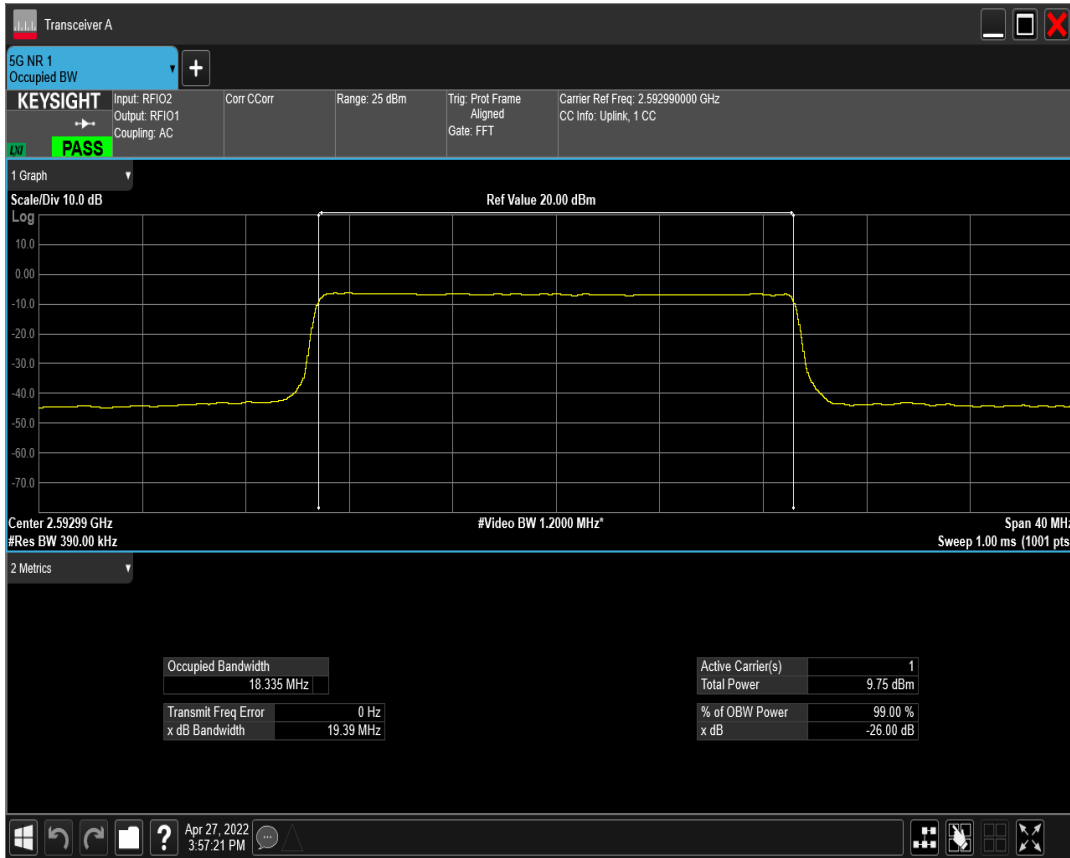 Transceiver A
5G NR 1
Occupied BW
+
KEYSIGHT
LXI
PASS
Input: RFIO2
Output: RFIO1
Coupling: AC
Corr CCorr
Range: 25 dBm
Trig: Prot Frame
Aligned
Gate: FFT
Carrier Ref Freq: 2.592990000 GHz
CC Info: Uplink, 1 CC
1 Graph
Scale/Div 10.0 dB
Ref Value 20.00 dBm
Log
10.0
0.00
-10.0
-20.0
-30.0
-40.0
-50.0
-60.0
-70.0
Center 2.59299 GHz
#Video BW 1.2000 MHz*
Span 40 MHz
#Res BW 390.00 kHz
Sweep 1.00 ms (1001 pts
2 Metrics
Occupied Bandwidth
18.335 MHz
Transmit Freq Error 0 Hz
x dB Bandwidth 19.39 MHz
Active Carrier(s) 1
Total Power 9.75 dBm
% of OBW Power 99.00 %
x dB -26.00 dB
?
Apr 27, 2022
3:57:21 PM